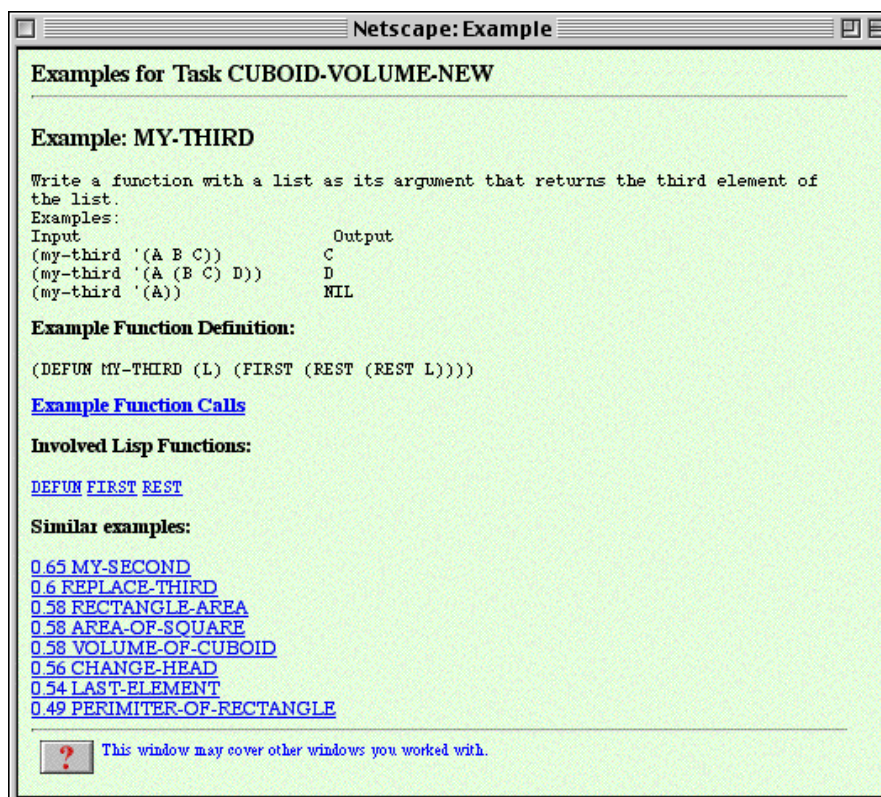 Netscape: Example
Examples for Task CUBOID-VOLUME-NEW
Example: MY-THIRD
Write a function with a list as its argument that returns the third element of
the list.
Examples:
Input Output
(my-third '(A B C)) C
(my-third '(A (B C) D)) D
(my-third '(A)) NIL
Example Function Definition:
(DEFUN MY-THIRD (L) (FIRST (REST (REST L))))
Example Function Calls
Involved Lisp Functions:
DEFUN FIRST REST
Similar examples:
0.65 MY-SECOND
0.6 REPLACE-THIRD
0.58 RECTANGLE-AREA
0.58 AREA-OF-SQUARE
0.58 VOLUME-OF-CUBOID
0.56 CHANGE-HEAD
0.54 LAST-ELEMENT
0.49 PERIMITER-OF-RECTANGLE
? This window may cover other windows you worked with.